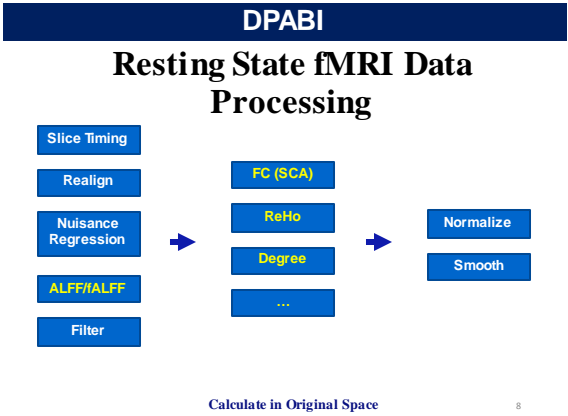 DPABI
Resting State fMRI Data
Processing
Slice Timing
Realign
Nuisance
Regression
ALFF/fALFF
Filter
FC (SCA)
ReHo
Degree
…
Normalize
Smooth
Calculate in Original Space
8